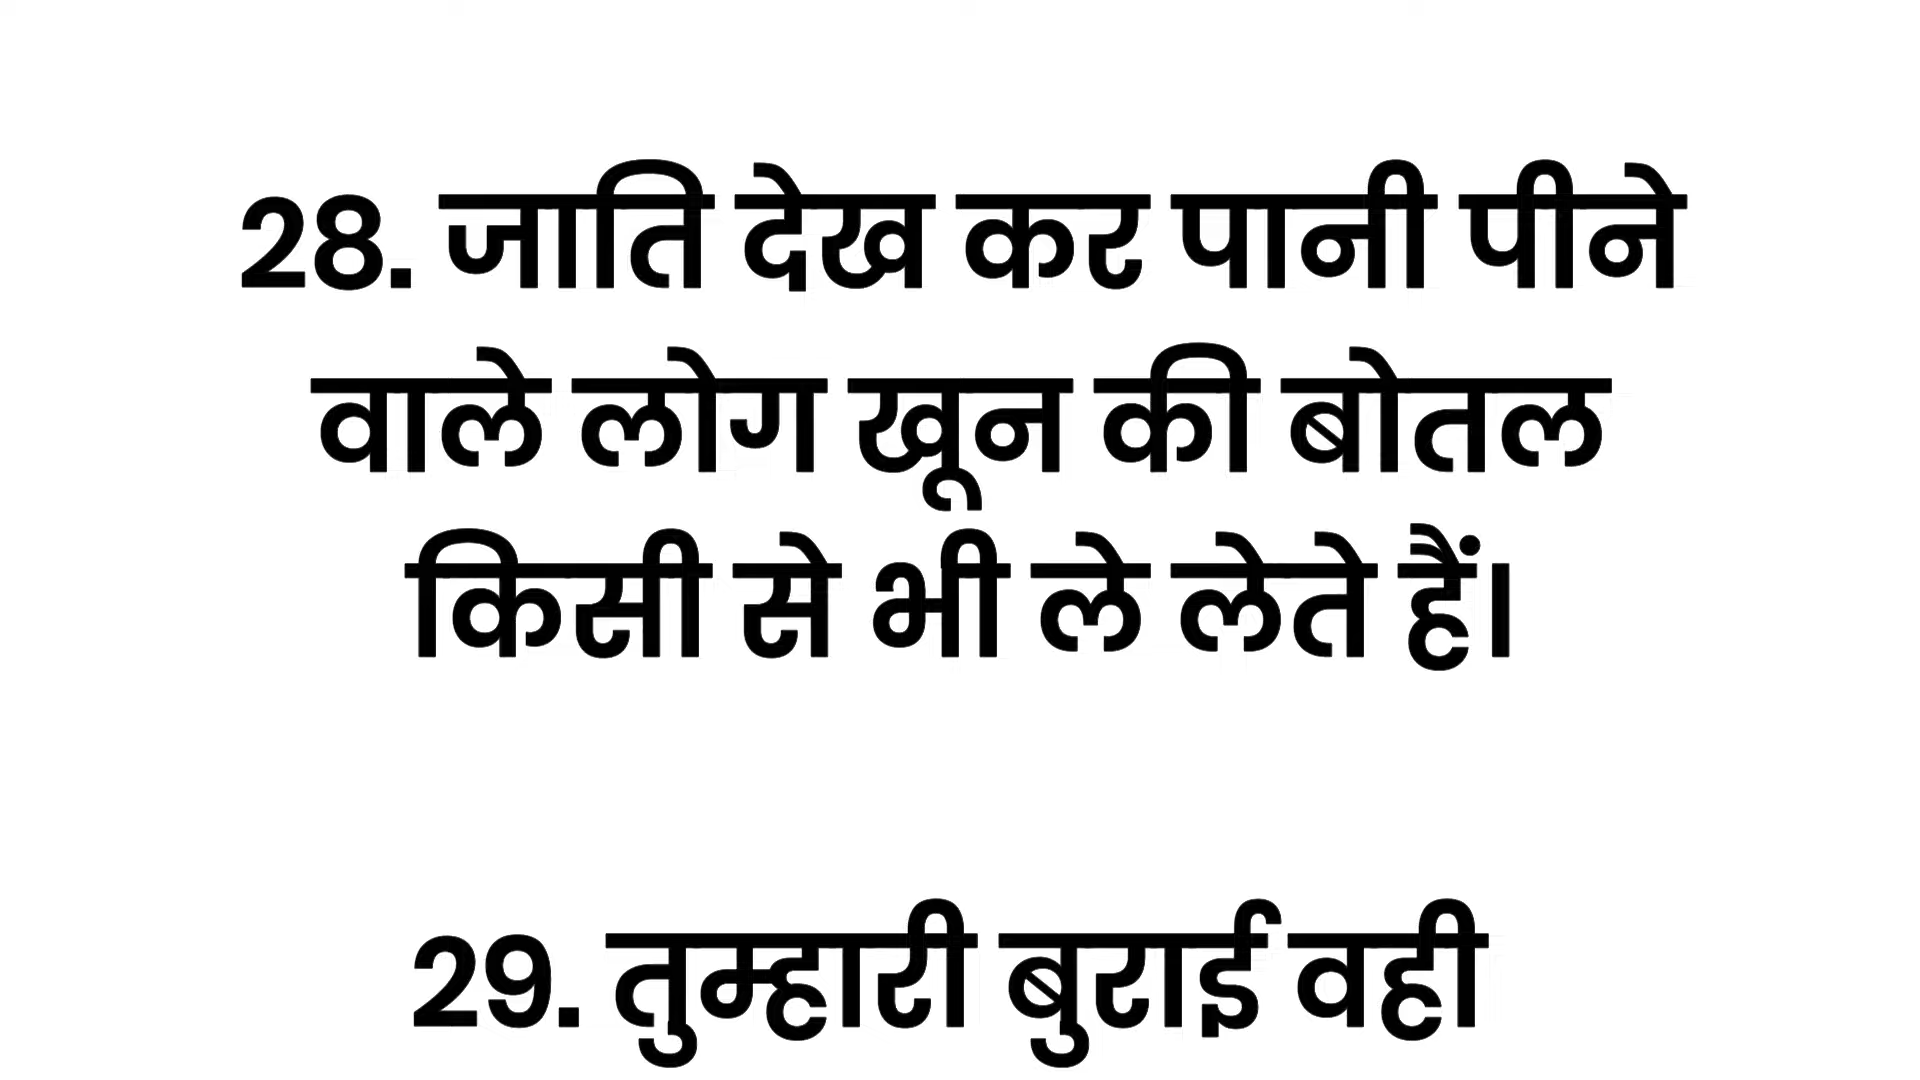 28. जाति देख कर पानी पीने
वाले लोग खून की बोतल
किसी से भी ले लेते हैं।
29. तुम्हारी बुराई वही